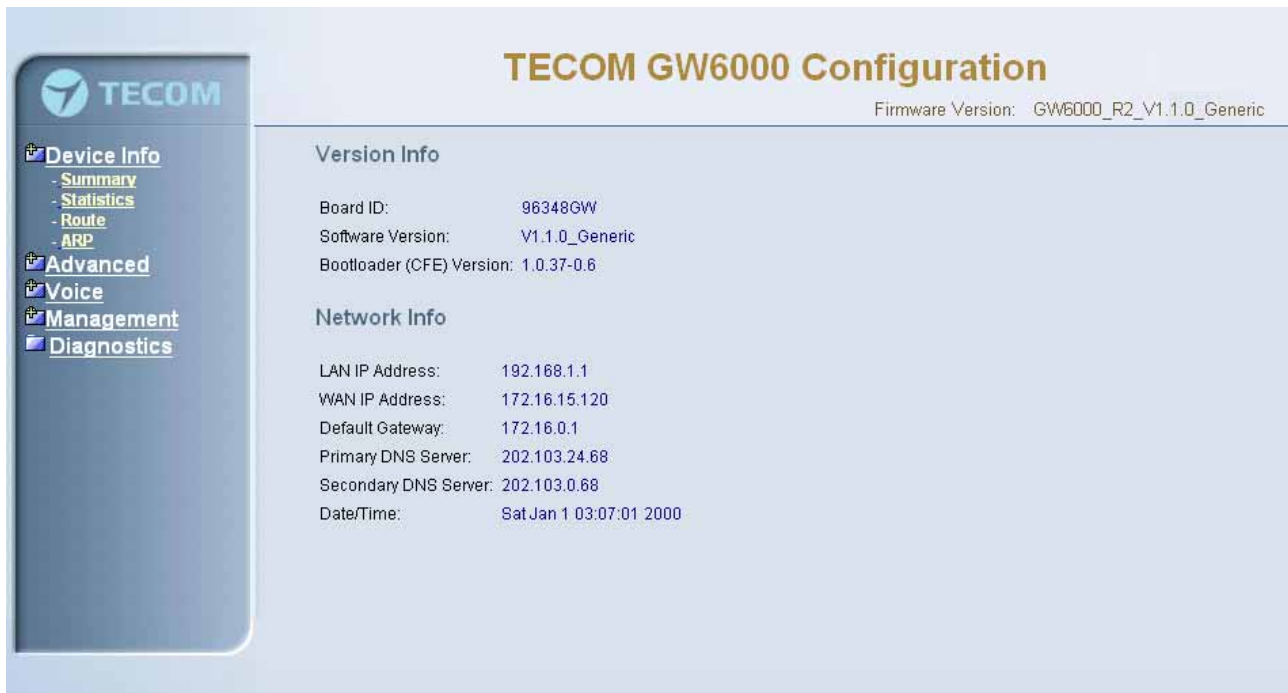 TECOM
TECOM GW6000 Configuration
Firmware Version: GW6000_R2_V1.1.0_Generic
Device Info
- Summary
- Statistics
- Route
- ARP
Advanced
Voice
Management
Diagnostics
Version Info
Board ID: 96348GW
Software Version: V1.1.0_Generic
Bootloader (CFE) Version: 1.0.37-0.6
Network Info
LAN IP Address: 192.168.1.1
WAN IP Address: 172.16.15.120
Default Gateway: 172.16.0.1
Primary DNS Server: 202.103.24.68
Secondary DNS Server: 202.103.0.68
Date/Time: Sat Jan 1 03:07:01 2000